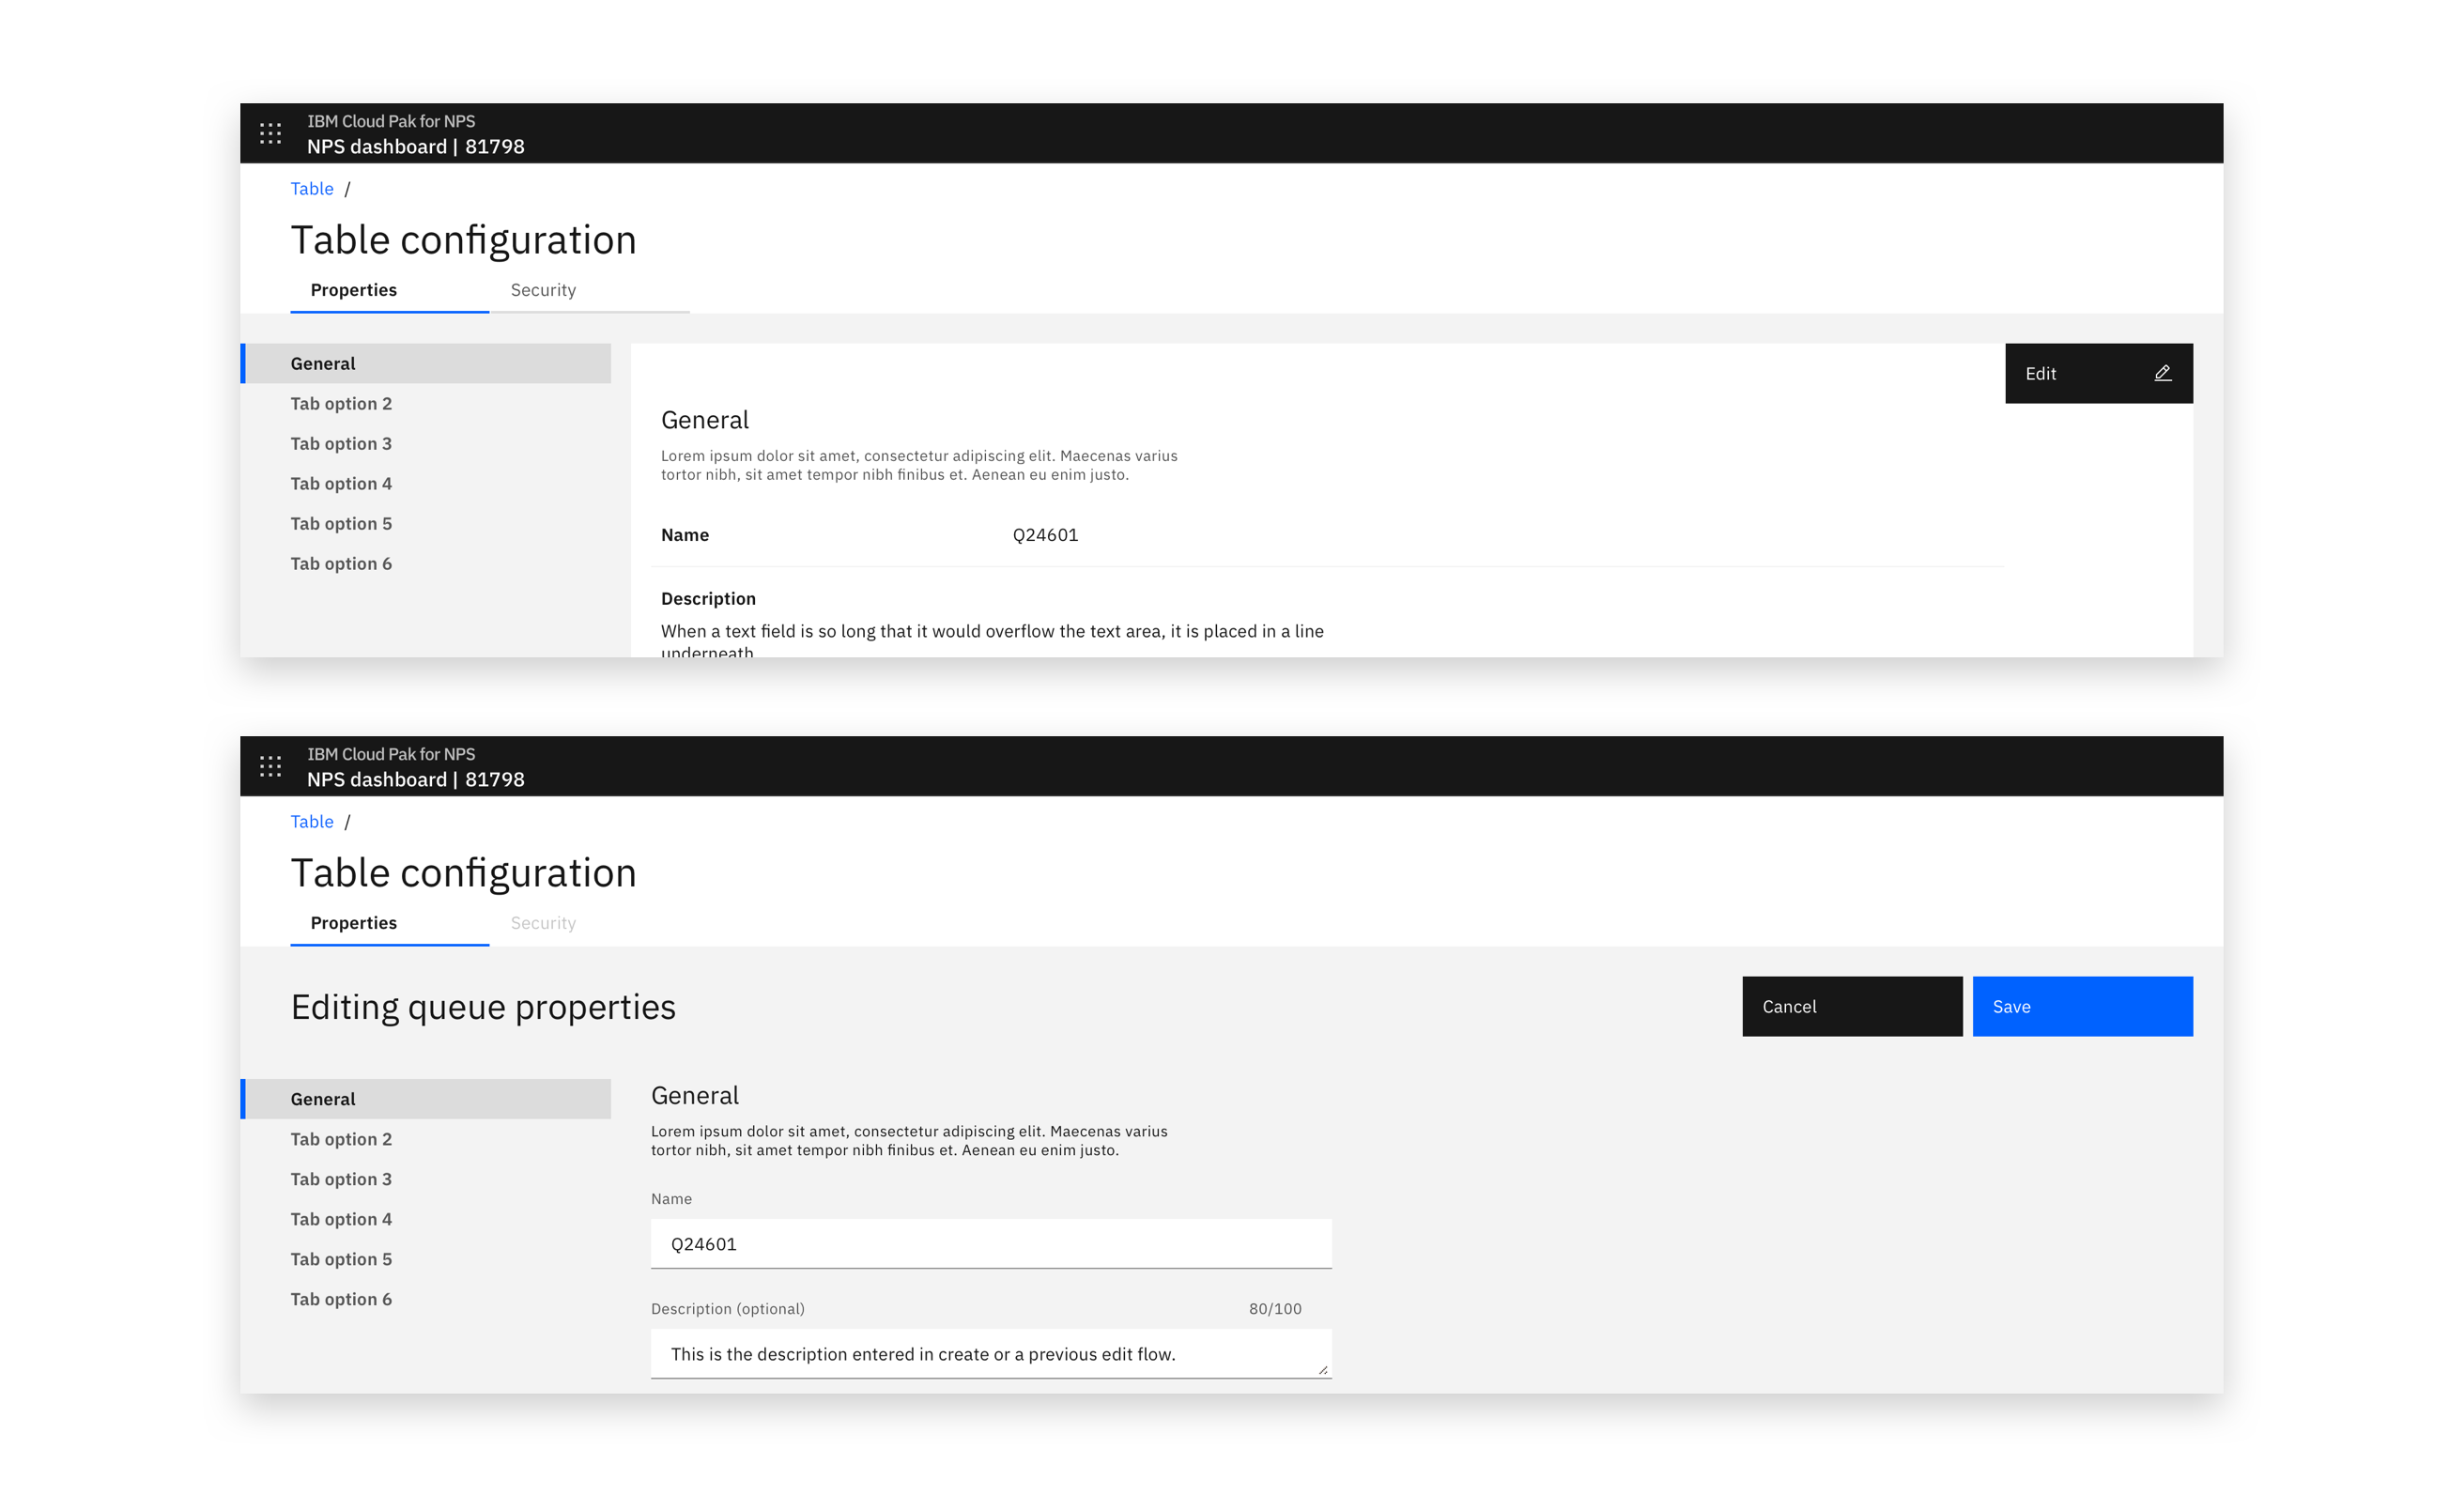 IBM Cloud Pak for NPS
NPS dashboard | 81798
Table /
Table configuration
Properties
Security
General
Tab option 2
Tab option 3
Tab option 4
Tab option 5
Tab option 6
Edit
General
Lorem ipsum dolor sit amet, consectetur adipiscing elit. Maecenas varius
tortor nibh, sit amet tempor nibh finibus et. Aenean eu enim justo.
Name
Q24601
Description
When a text field is so long that it would overflow the text area, it is placed in a line
underneath
IBM Cloud Pak for NPS
NPS dashboard | 81798
Table /
Table configuration
Properties
Security
Editing queue properties
Cancel
Save
General
Tab option 2
Tab option 3
Tab option 4
Tab option 5
Tab option 6
General
Lorem ipsum dolor sit amet, consectetur adipiscing elit. Maecenas varius
tortor nibh, sit amet tempor nibh finibus et. Aenean eu enim justo.
Name
Q24601
Description (optional)
80/100
This is the description entered in create or a previous edit flow.